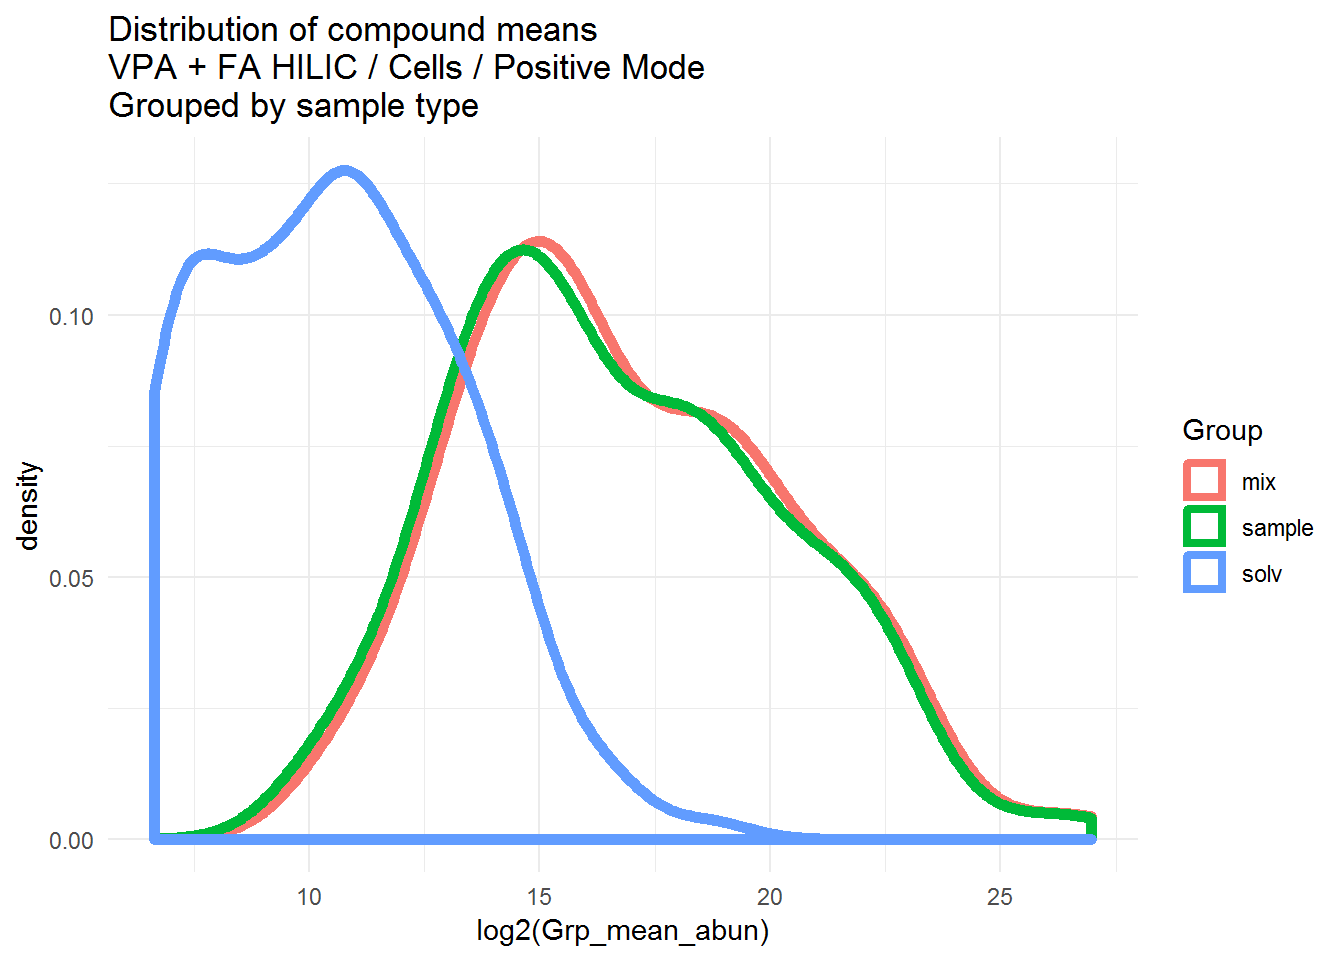 Distribution of compound means
VPA + FA HILIC / Cells / Positive Mode
Grouped by sample type
density
0.10
0.05
0.00
10
15
20
25
log2(Grp_mean_abun)
Group
mix
sample
solv